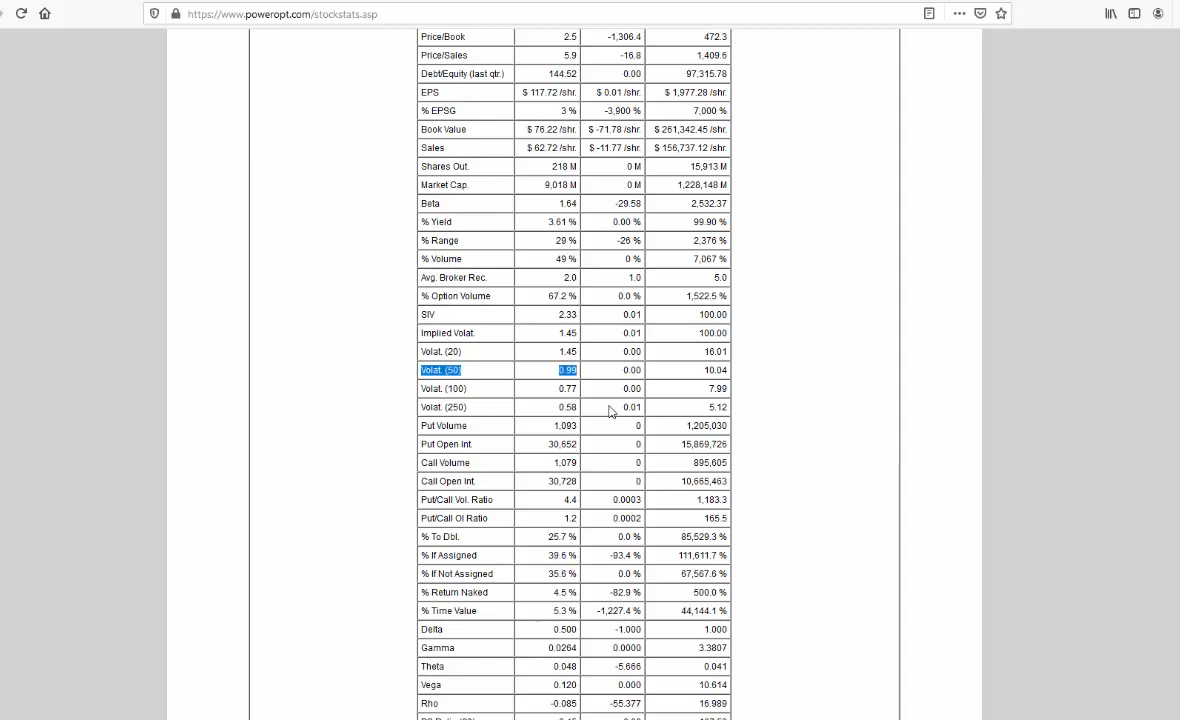 https://www.poweropt.com/stockstats.asp
Price/Book 2.5 -1,306.4 472.3
Price/Sales 5.9 -16.8 1,409.6
Debt/Equity (last qtr.) 144.52 0.00 97,315.78
EPS $ 117.72 /shr. $ 0.01 /shr. $ 1,977.28 /shr.
% EPSG 3 % -3,900 % 7,000 %
Book Value $ 76.22 /shr. $ -71.78 /shr. $ 261,342.45 /shr.
Sales $ 62.72 /shr. $ -11.77 /shr. $ 156,737.12 /shr.
Shares Out. 218 M 0 M 15,913 M
Market Cap. 9,018 M 0 M 1,228,148 M
Beta 1.64 -29.58 2,532.37
% Yield 3.61 % 0.00 % 99.90 %
% Range 29 % -26 % 2,376 %
% Volume 49 % 0 % 7,067 %
Avg. Broker Rec. 2.0 1.0 5.0
% Option Volume 67.2 % 0.0 % 1,522.5 %
SIV 2.33 0.01 100.00
Implied Volat. 1.45 0.01 100.00
Volat. (20) 1.45 0.00 16.01
Volat. (50) 0.99 0.00 10.04
Volat. (100) 0.77 0.00 7.99
Volat. (250) 0.58 0.01 5.12
Put Volume 1,093 0 1,205,030
Put Open Int. 30,652 0 15,869,726
Call Volume 1,079 0 895,605
Call Open Int. 30,728 0 10,665,463
Put/Call Vol. Ratio 4.4 0.0003 1,183.3
Put/Call OI Ratio 1.2 0.0002 165.5
% To Dbl. 25.7 % 0.0 % 85,529.3 %
% If Assigned 39.6 % -93.4 % 111,611.7 %
% If Not Assigned 35.6 % 0.0 % 67,567.6 %
% Return Naked 4.5 % -82.9 % 500.0 %
% Time Value 5.3 % -1,227.4 % 44,144.1 %
Delta 0.500 -1.000 1.000
Gamma 0.0264 0.0000 3.3807
Theta 0.048 -5.666 0.041
Vega 0.120 0.000 10.614
Rho -0.085 -55.377 16.989